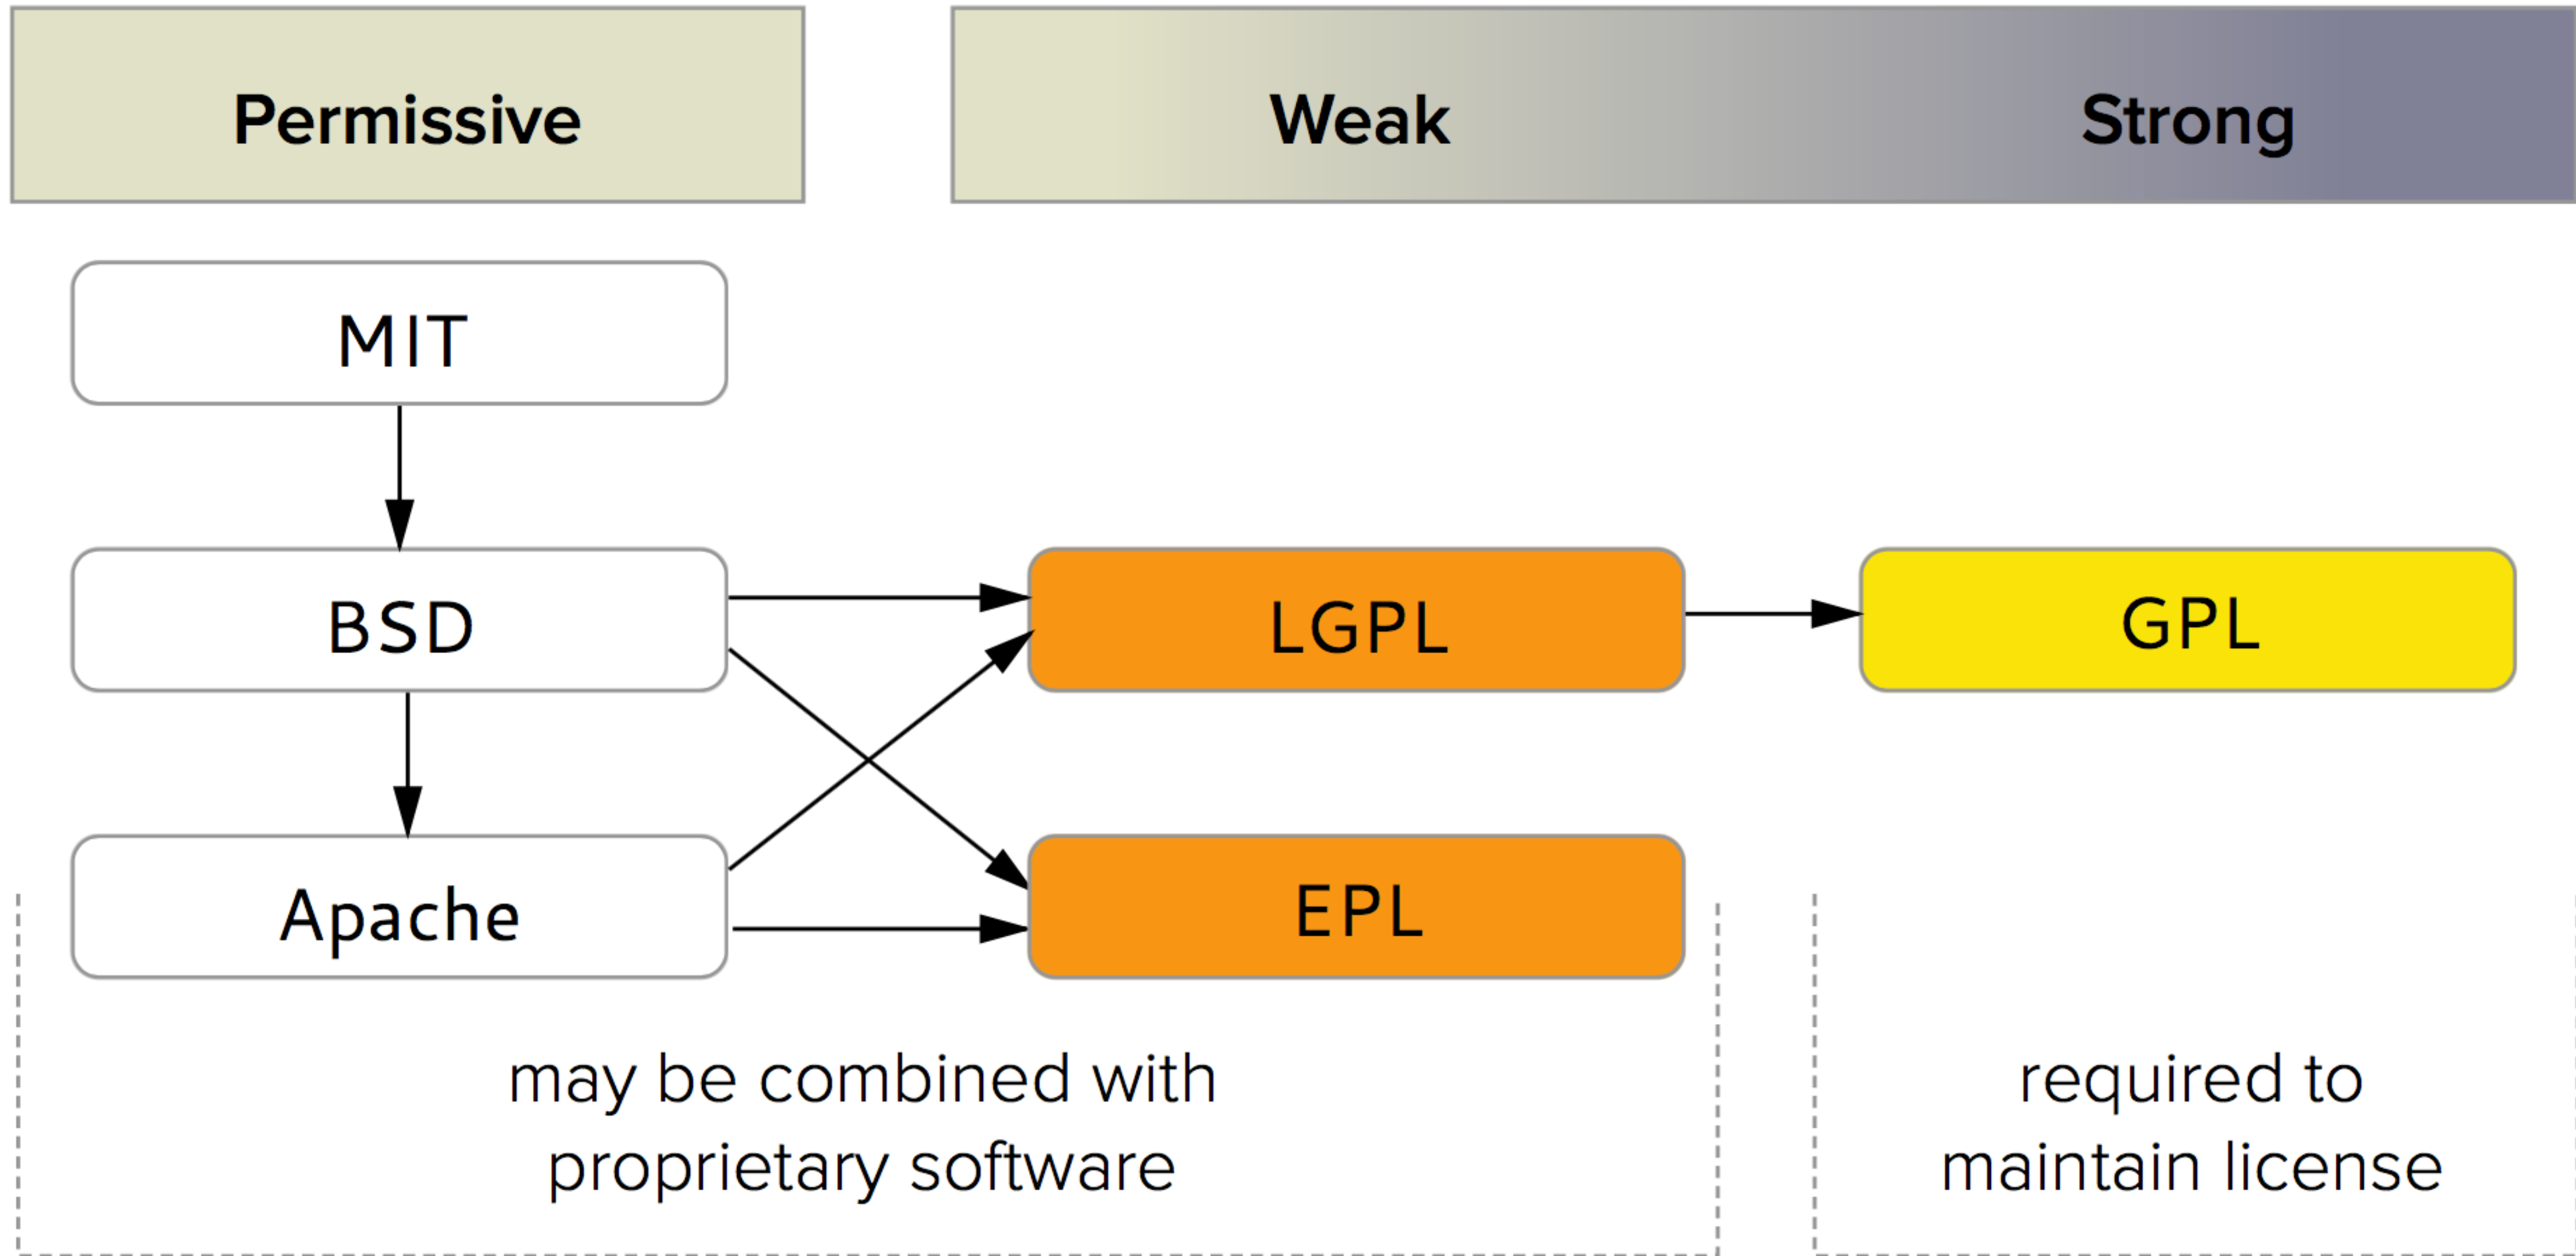 Permissive
Weak
Strong
MIT
BSD
LGPL
GPL
Apache
EPL
may be combined with
proprietary software
required to
maintain license